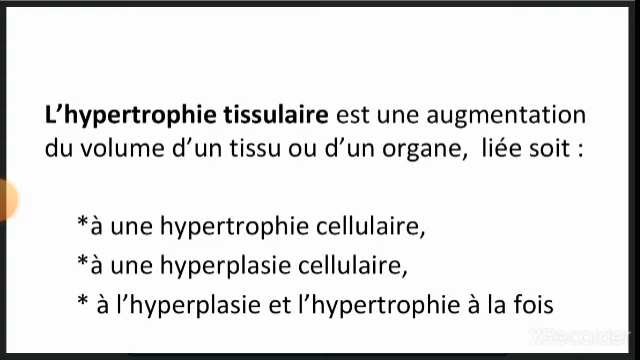 L’hypertrophie tissulaire est une augmentation
du volume d’un tissu ou d’un organe, liée soit :
*à une hypertrophie cellulaire,
*à une hyperplasie cellulaire,
* à l’hyperplasie et l’hypertrophie à la fois
XRecorder